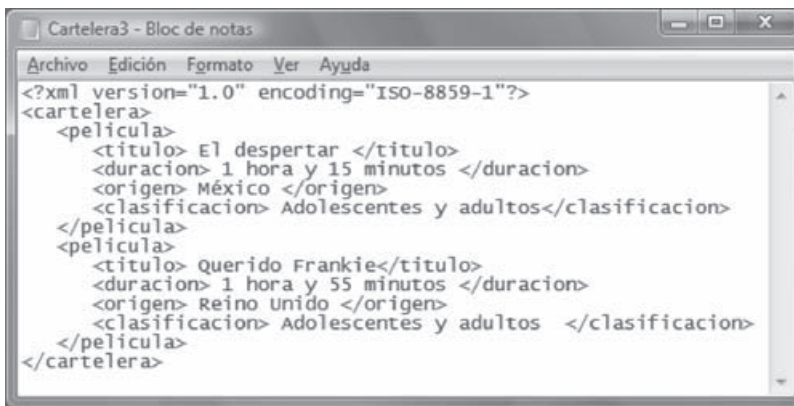 Cartelera3 - Bloc de notas
Archivo Edición Formato Ver Ayuda
<?xml version="1.0" encoding="ISO-8859-1"?>
<cartelera>
<pelicula>
<titulo> El despertar </titulo>
<duracion> 1 hora y 15 minutos </duracion>
<origen> México </origen>
<clasificacion> Adolescentes y adultos</clasificacion>
</pelicula>
<pelicula>
<titulo> Querido Frankie</titulo>
<duracion> 1 hora y 55 minutos </duracion>
<origen> Reino Unido </origen>
<clasificacion> Adolescentes y adultos  </clasificacion>
</pelicula>
</cartelera>